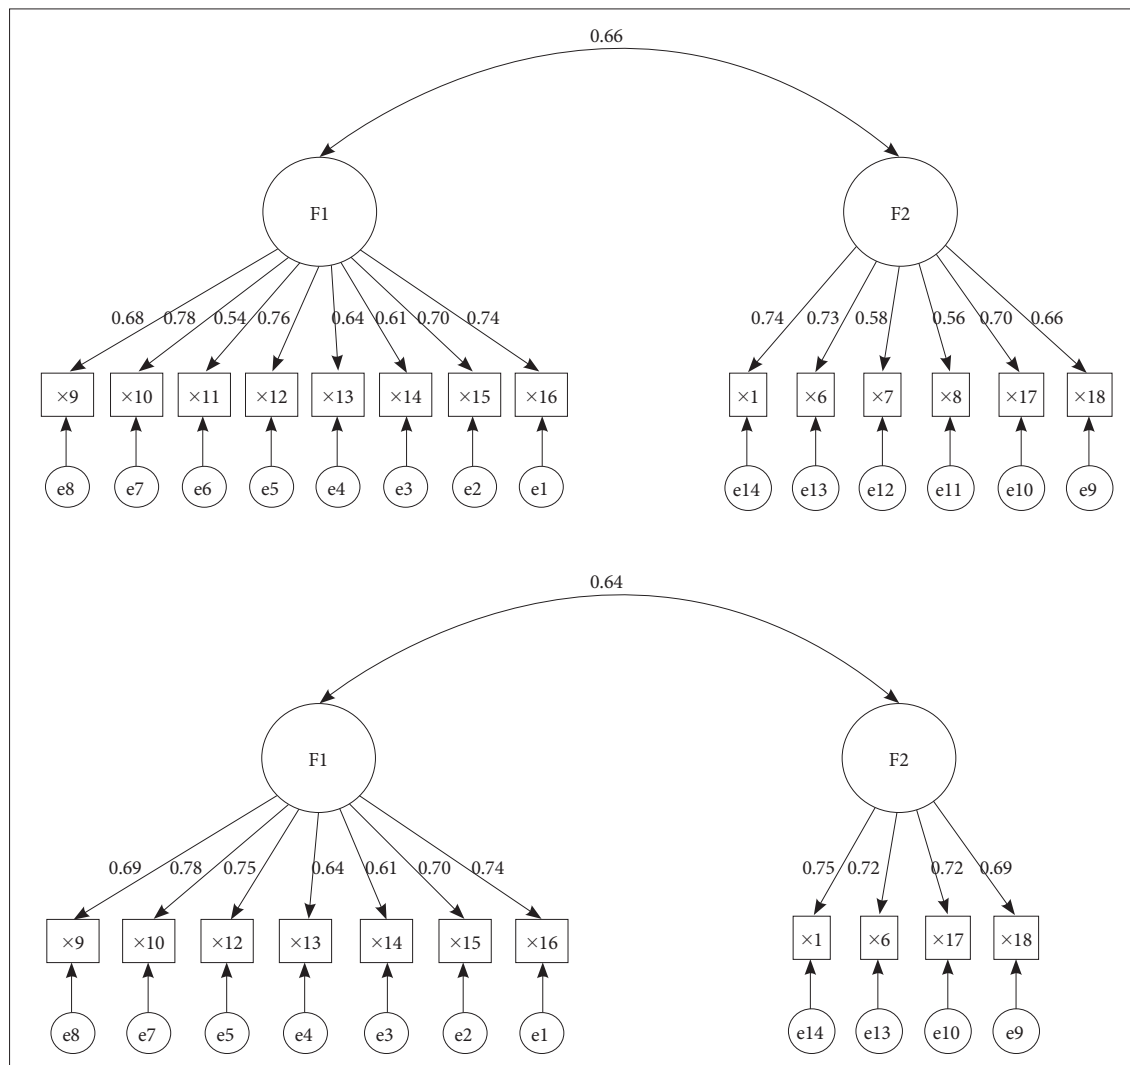 0.66
F1 F2
0.68 0.78 0.54 0.76 0.64 0.61 0.70 0.74 0.74 0.73 0.58 0.56 0.70 0.66
×9 ×10 ×11 ×12 ×13 ×14 ×15 ×16 ×1 ×6 ×7 ×8 ×17 ×18
e8 e7 e6 e5 e4 e3 e2 e1 e14 e13 e12 e11 e10 e9
0.64
F1 F2
0.69 0.78 0.75 0.64 0.61 0.70 0.74 0.75 0.72 0.72 0.69
×9 ×10 ×12 ×13 ×14 ×15 ×16 ×1 ×6 ×17 ×18
e8 e7 e5 e4 e3 e2 e1 e14 e13 e10 e9